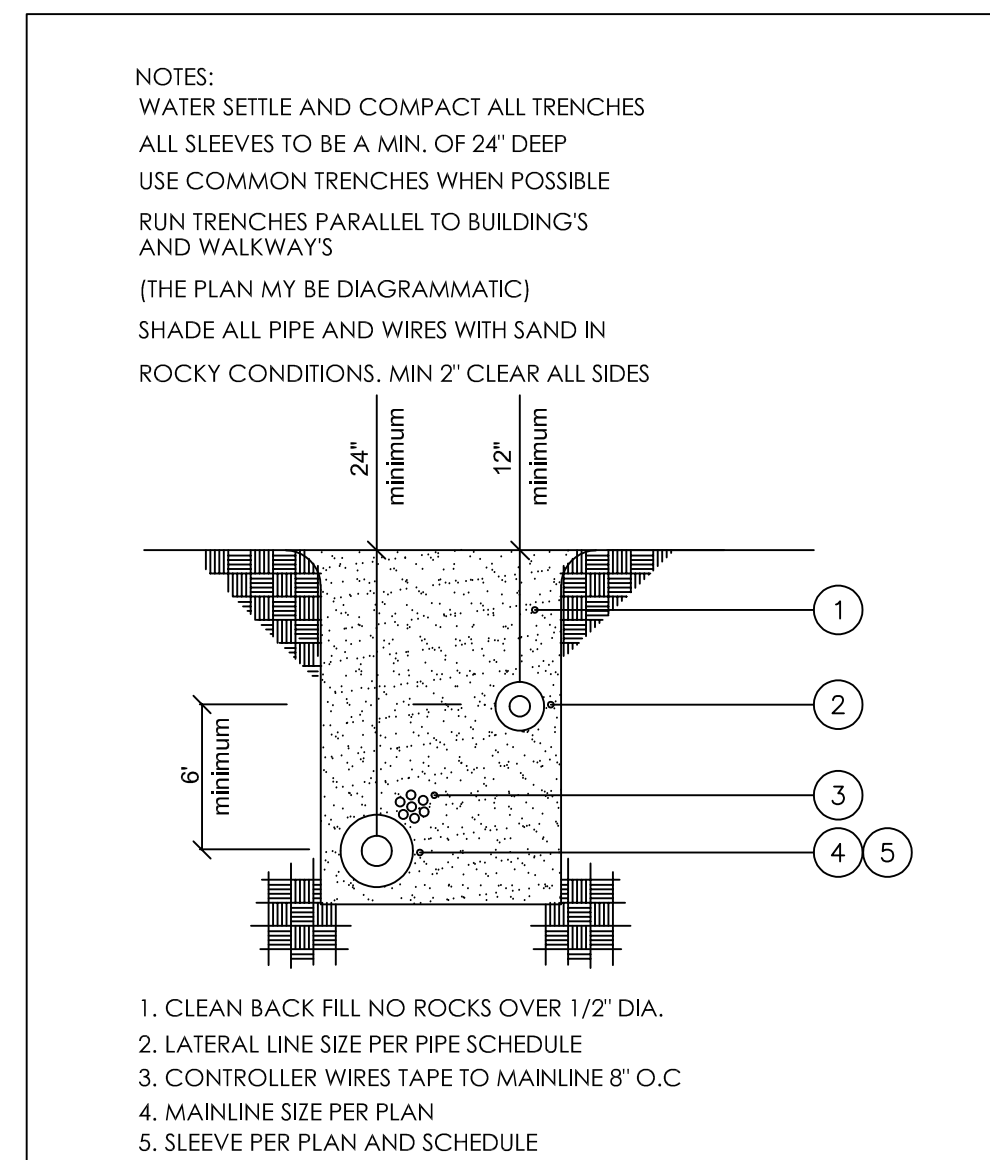 NOTES:
WATER SETTLE AND COMPACT ALL TRENCHES
ALL SLEEVES TO BE A MIN. OF 24" DEEP
USE COMMON TRENCHES WHEN POSSIBLE
RUN TRENCHES PARALLEL TO BUILDING'S
AND WALKWAY'S
(THE PLAN MY BE DIAGRAMMATIC)
SHADE ALL PIPE AND WIRES WITH SAND IN
ROCKY CONDITIONS. MIN 2" CLEAR ALL SIDES
24"
minimum
12"
minimum
1
2
6'
minimum
3
4 5
1. CLEAN BACK FILL NO ROCKS OVER 1/2" DIA.
2. LATERAL LINE SIZE PER PIPE SCHEDULE
3. CONTROLLER WIRES TAPE TO MAINLINE 8" O.C
4. MAINLINE SIZE PER PLAN
5. SLEEVE PER PLAN AND SCHEDULE